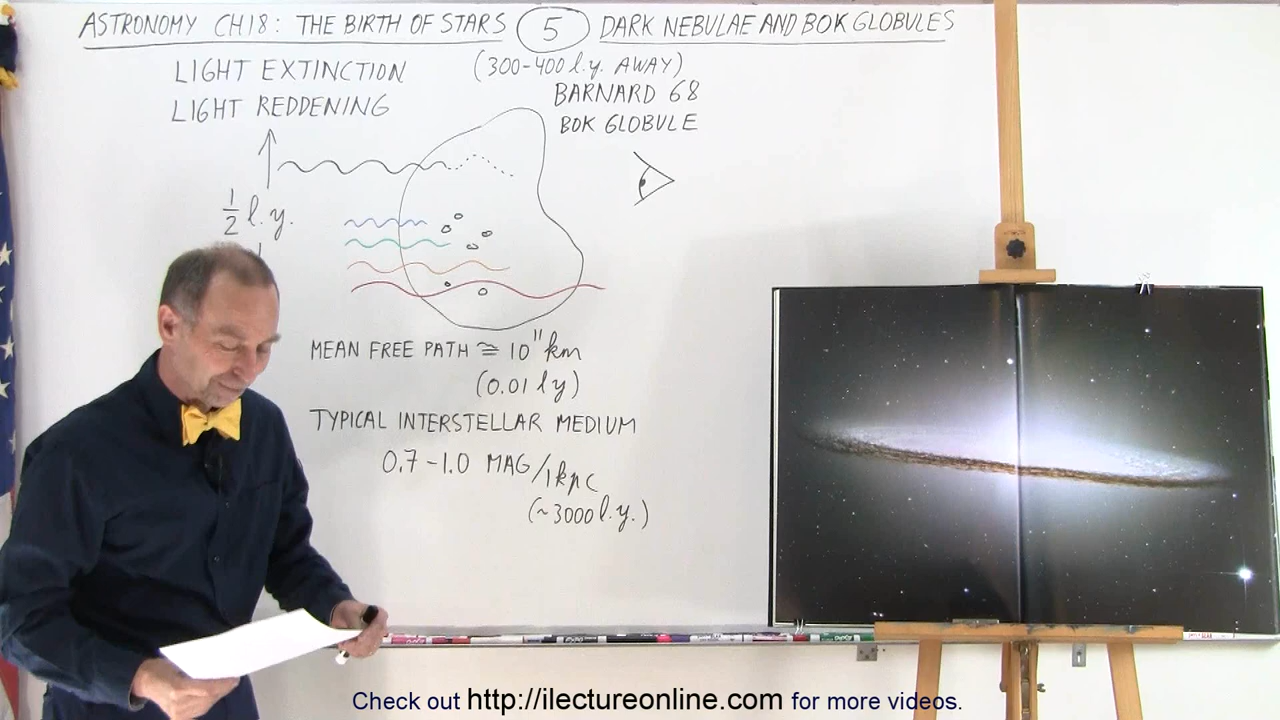 ASTRONOMY CH18: THE BIRTH OF STARS 5 DARK NEBULAE AND BOK GLOBULES
LIGHT EXTINCTION
LIGHT REDDENING
(300-400 l.y. AWAY)
BARNARD 68
BOK GLOBULE
1/2 l.y.
MEAN FREE PATH ≅ 10¹¹ km
(0.01 ly)
TYPICAL INTERSTELLAR MEDIUM
0.7-1.0 MAG/1kpc
(~3000 l.y.)
Check out http://ilectureonline.com for more videos.